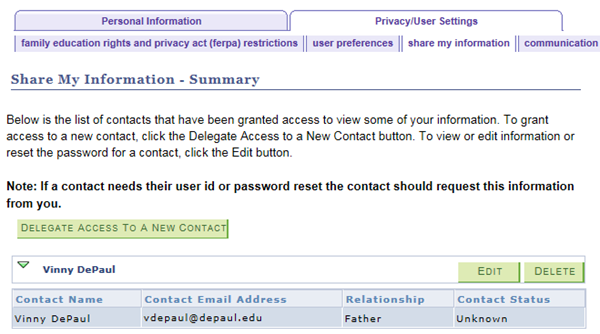 Personal Information Privacy/User Settings
family education rights and privacy act (ferpa) restrictions user preferences share my information communication
Share My Information - Summary
Below is the list of contacts that have been granted access to view some of your information. To grant
access to a new contact, click the Delegate Access to a New Contact button. To view or edit information or
reset the password for a contact, click the Edit button.
Note: If a contact needs their user id or password reset the contact should request this information
from you.
DELEGATE ACCESS TO A NEW CONTACT
Vinny DePaul EDIT DELETE
Contact Name Contact Email Address Relationship Contact Status
Vinny DePaul vdepaul@depaul.edu Father Unknown